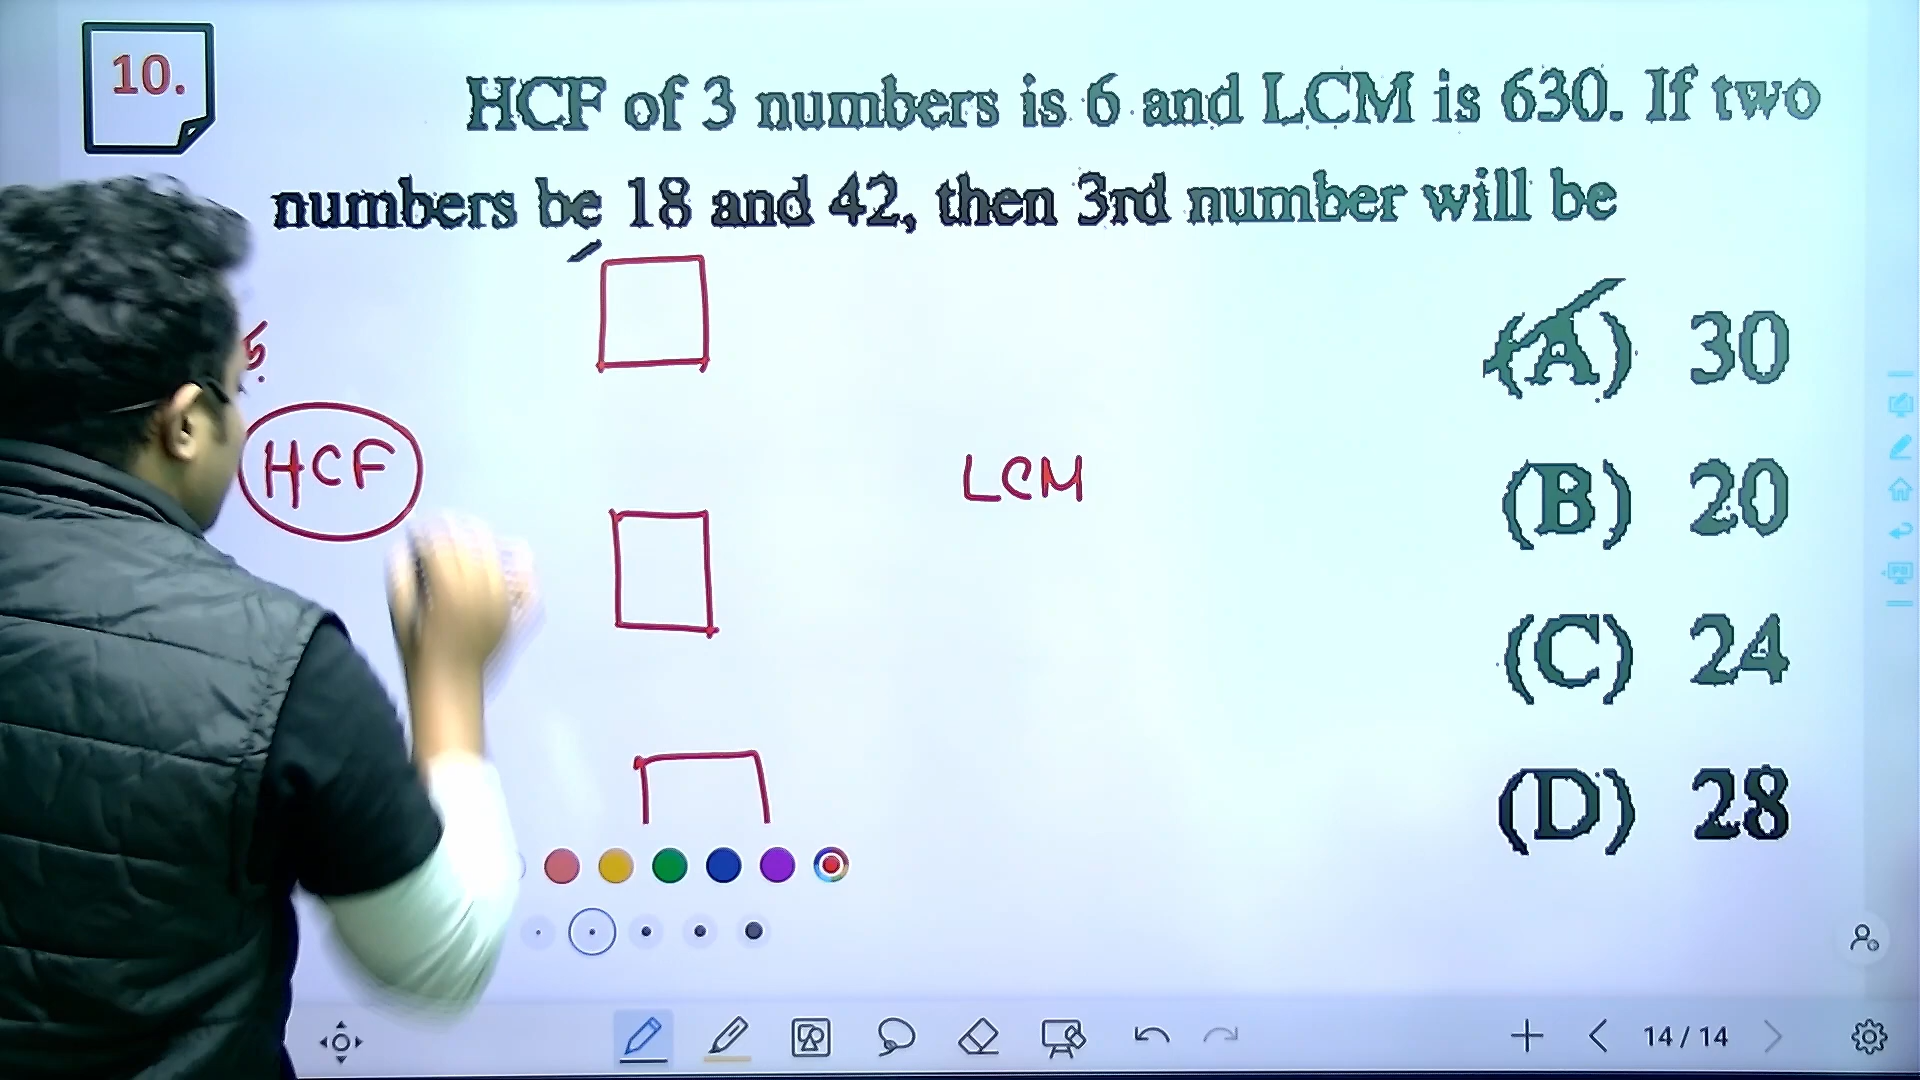 10.
HCF of 3 numbers is 6 and LCM is 630. If two
numbers be 18 and 42, then 3rd number will be
(A) 30
5
HCF
LCM
(B) 20
(C) 24
(D) 28
14 / 14